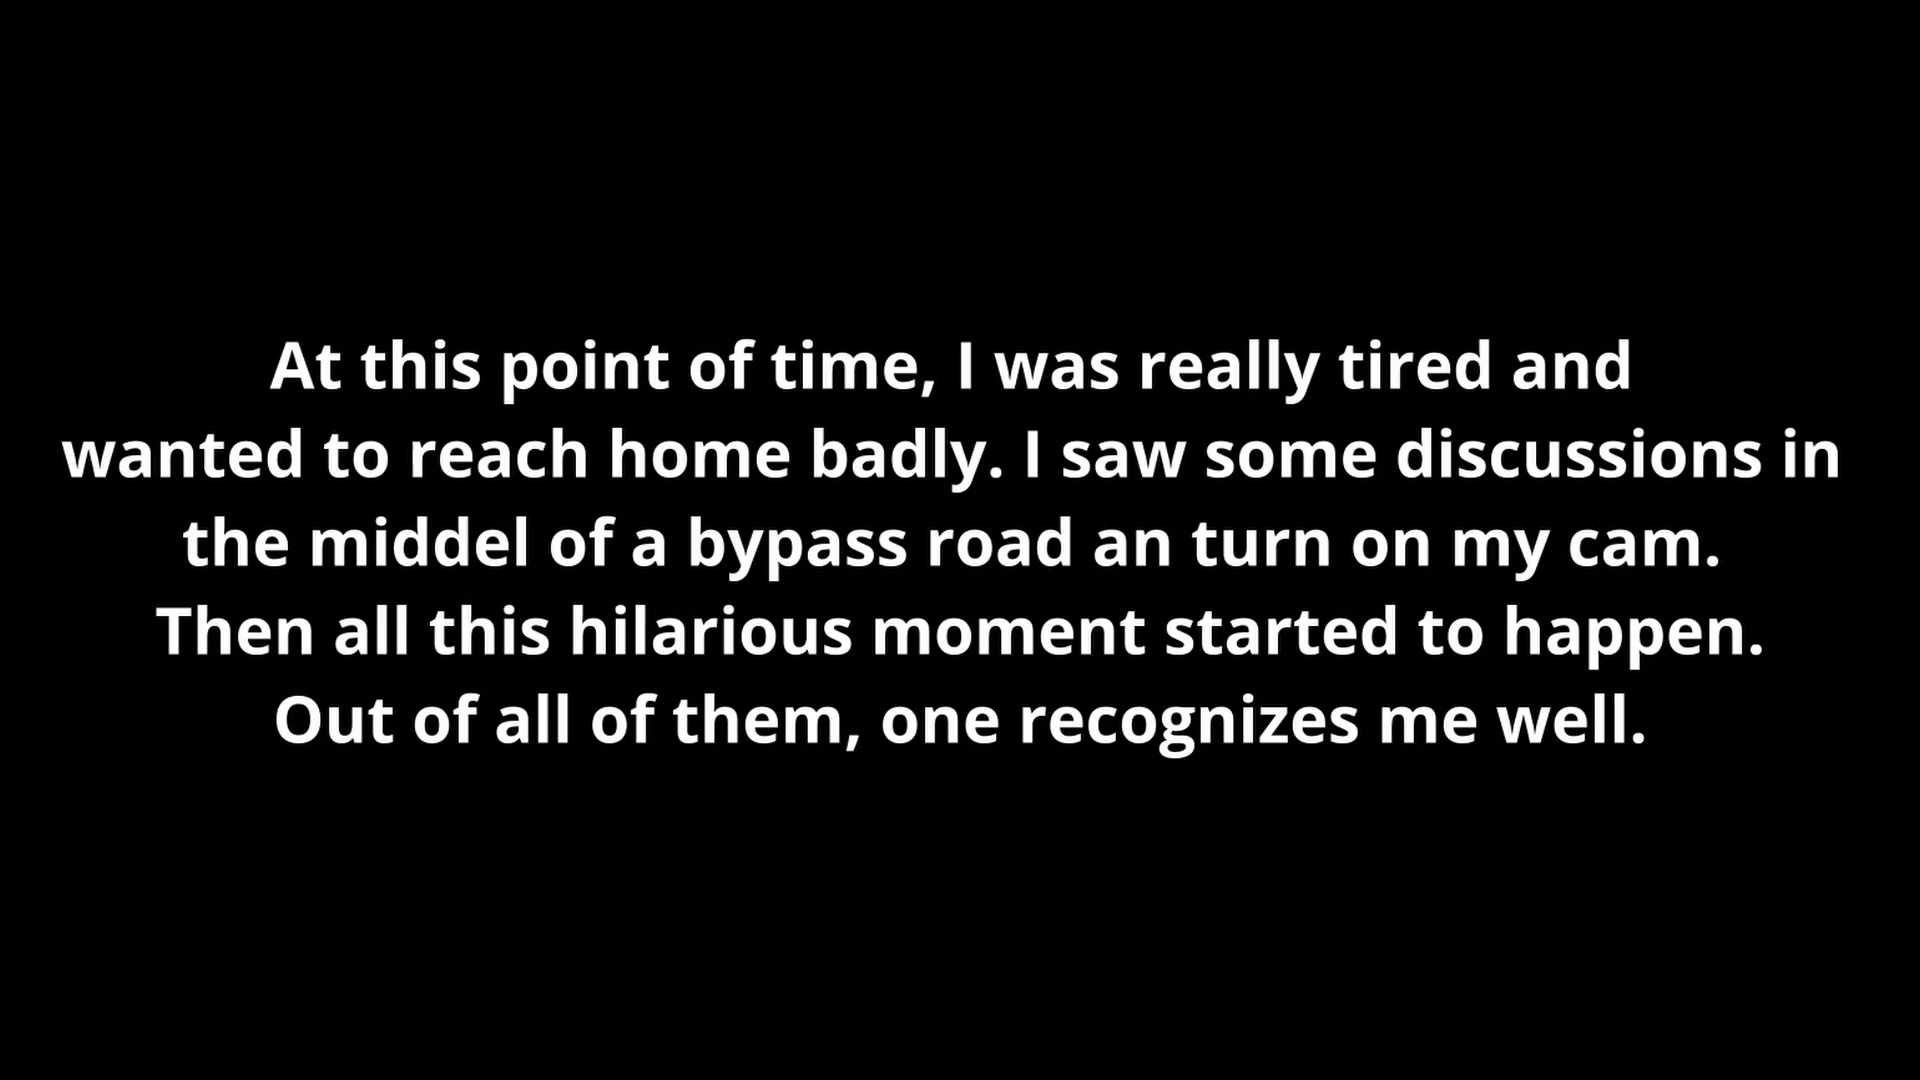 At this point of time, I was really tired and
wanted to reach home badly. I saw some discussions in
the middel of a bypass road an turn on my cam.
Then all this hilarious moment started to happen.
Out of all of them, one recognizes me well.